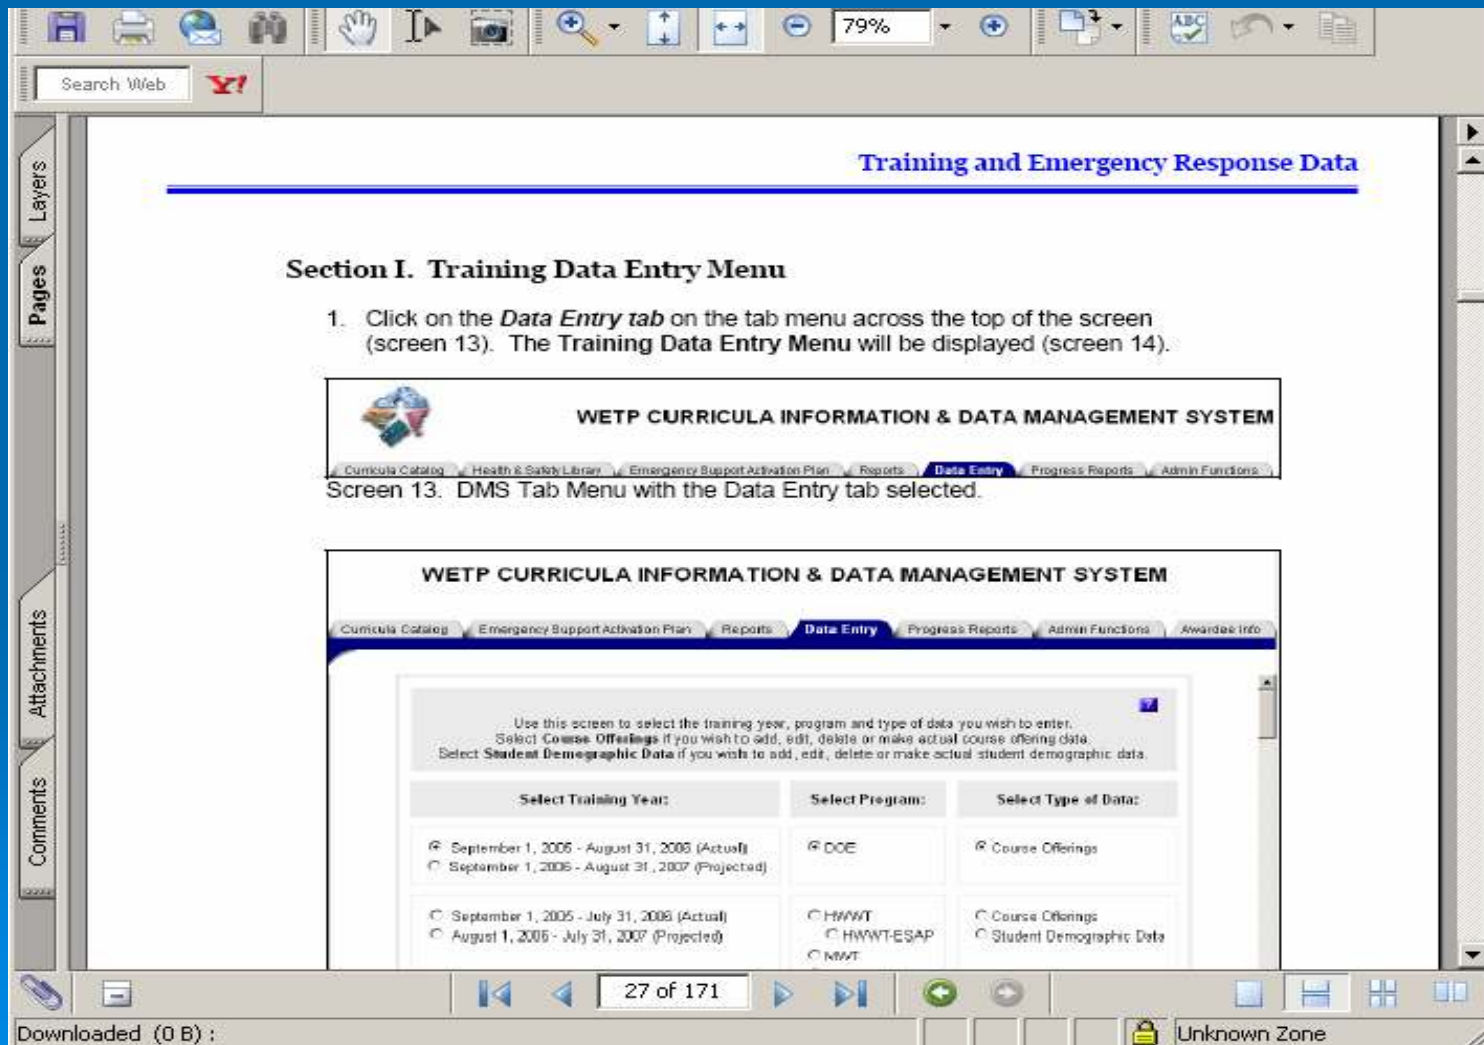 79%
ABC
Search Web Y!
Layers
Pages
Attachments
Comments
Training and Emergency Response Data
Section I. Training Data Entry Menu
1. Click on the Data Entry tab on the tab menu across the top of the screen
(screen 13). The Training Data Entry Menu will be displayed (screen 14).
WETP CURRICULA INFORMATION & DATA MANAGEMENT SYSTEM
Curricula Catalog Health & Safety Library Emergency Support Activation Plan Reports Data Entry Progress Reports Admin Functions
Screen 13. DMS Tab Menu with the Data Entry tab selected.
WETP CURRICULA INFORMATION & DATA MANAGEMENT SYSTEM
Curricula Catalog Emergency Support Activation Plan Reports Data Entry Progress Reports Admin Functions Awardee Info
?
Use this screen to select the training year, program and type of data you wish to enter.
Select Course Offerings if you wish to add, edit, delete or make actual course offering data.
Select Student Demographic Data if you wish to add, edit, delete or make actual student demographic data.
Select Training Year: Select Program: Select Type of Data:
September 1, 2005 - August 31, 2006 (Actual) DOE Course Offerings
September 1, 2006 - August 31, 2007 (Projected)
September 1, 2005 - July 31, 2006 (Actual) HWWT Course Offerings
August 1, 2006 - July 31, 2007 (Projected) HWWT-ESAP Student Demographic Data
MWT
27 of 171
Downloaded (0 B) : Unknown Zone